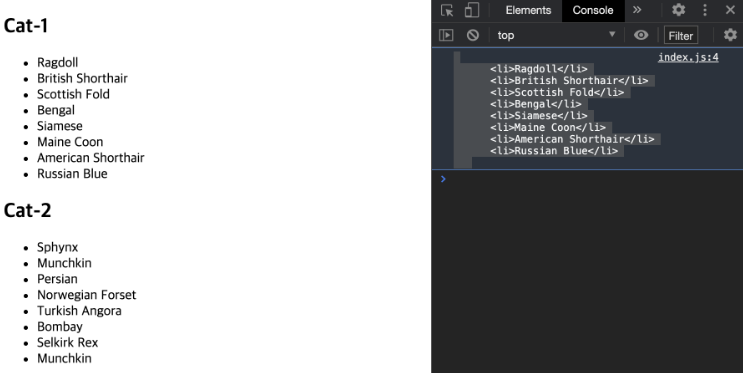 Cat-1
Ragdoll
British Shorthair
Scottish Fold
Bengal
Siamese
Maine Coon
American Shorthair
Russian Blue
Cat-2
Sphynx
Munchkin
Persian
Norwegian Forset
Turkish Angora
Bombay
Selkirk Rex
Munchkin
Elements Console »
top Filter
index.js:4
<li>Ragdoll</li>
<li>British Shorthair</li>
<li>Scottish Fold</li>
<li>Bengal</li>
<li>Siamese</li>
<li>Maine Coon</li>
<li>American Shorthair</li>
<li>Russian Blue</li>